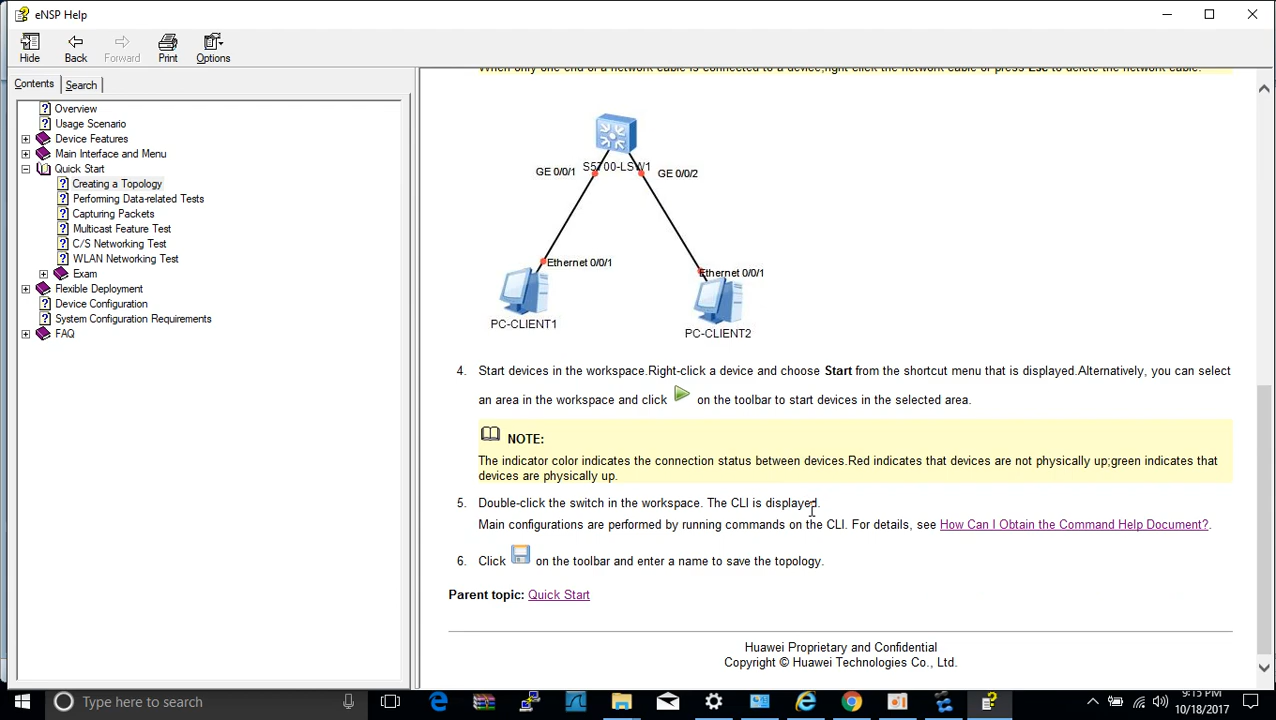 eNSP Help
Hide
Back
Forward
Print
Options
Contents
Search
Overview
Usage Scenario
Device Features
Main Interface and Menu
Quick Start
Creating a Topology
Performing Data-related Tests
Capturing Packets
Multicast Feature Test
C/S Networking Test
WLAN Networking Test
Exam
Flexible Deployment
Device Configuration
System Configuration Requirements
FAQ
When only one end of a network cable is connected to a device,right-click the network cable or press Esc to delete the network cable.
S5700-LSW1
GE 0/0/1
GE 0/0/2
Ethernet 0/0/1
Ethernet 0/0/1
PC-CLIENT1
PC-CLIENT2
4. Start devices in the workspace.Right-click a device and choose Start from the shortcut menu that is displayed.Alternatively, you can select
an area in the workspace and click on the toolbar to start devices in the selected area.
NOTE:
The indicator color indicates the connection status between devices.Red indicates that devices are not physically up;green indicates that
devices are physically up.
5. Double-click the switch in the workspace. The CLI is displayed.
Main configurations are performed by running commands on the CLI. For details, see How Can I Obtain the Command Help Document?.
6. Click on the toolbar and enter a name to save the topology.
Parent topic: Quick Start
Huawei Proprietary and Confidential
Copyright © Huawei Technologies Co., Ltd.
Type here to search
9:15 PM
10/18/2017